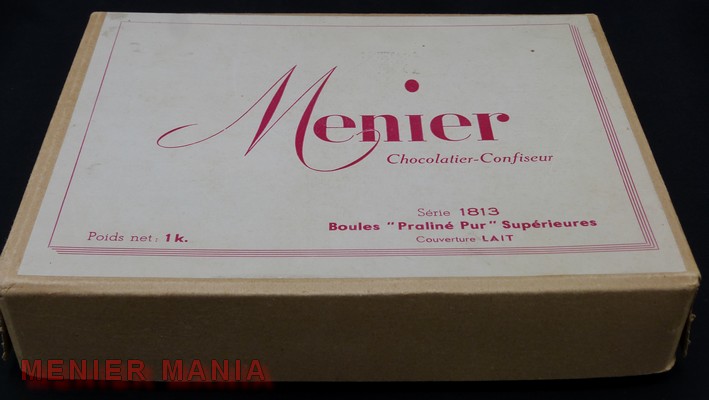 Menier
Chocolatier-Confiseur
Série 1813
Boules "Praliné Pur" Supérieures
Poids net: 1k.
Couverture LAIT
MENIER MANIA